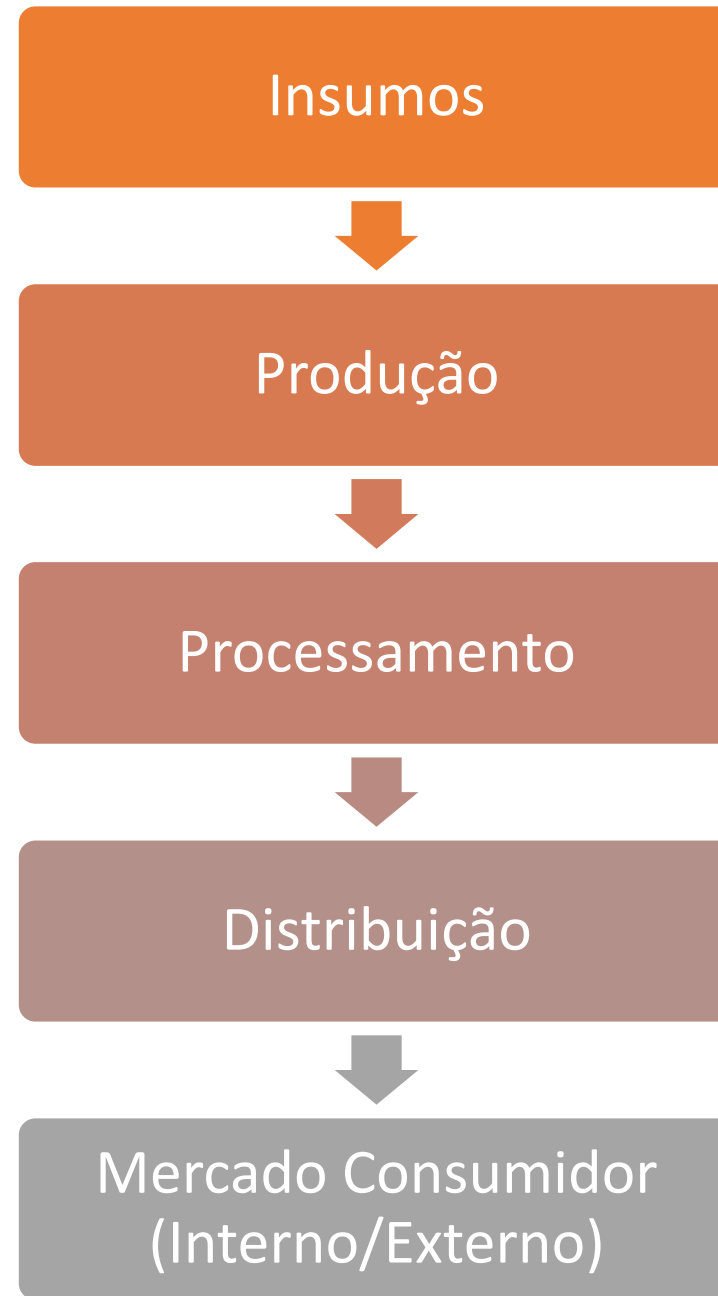 Insumos
Produção
Processamento
Distribuição
Mercado Consumidor
(Interno/Externo)